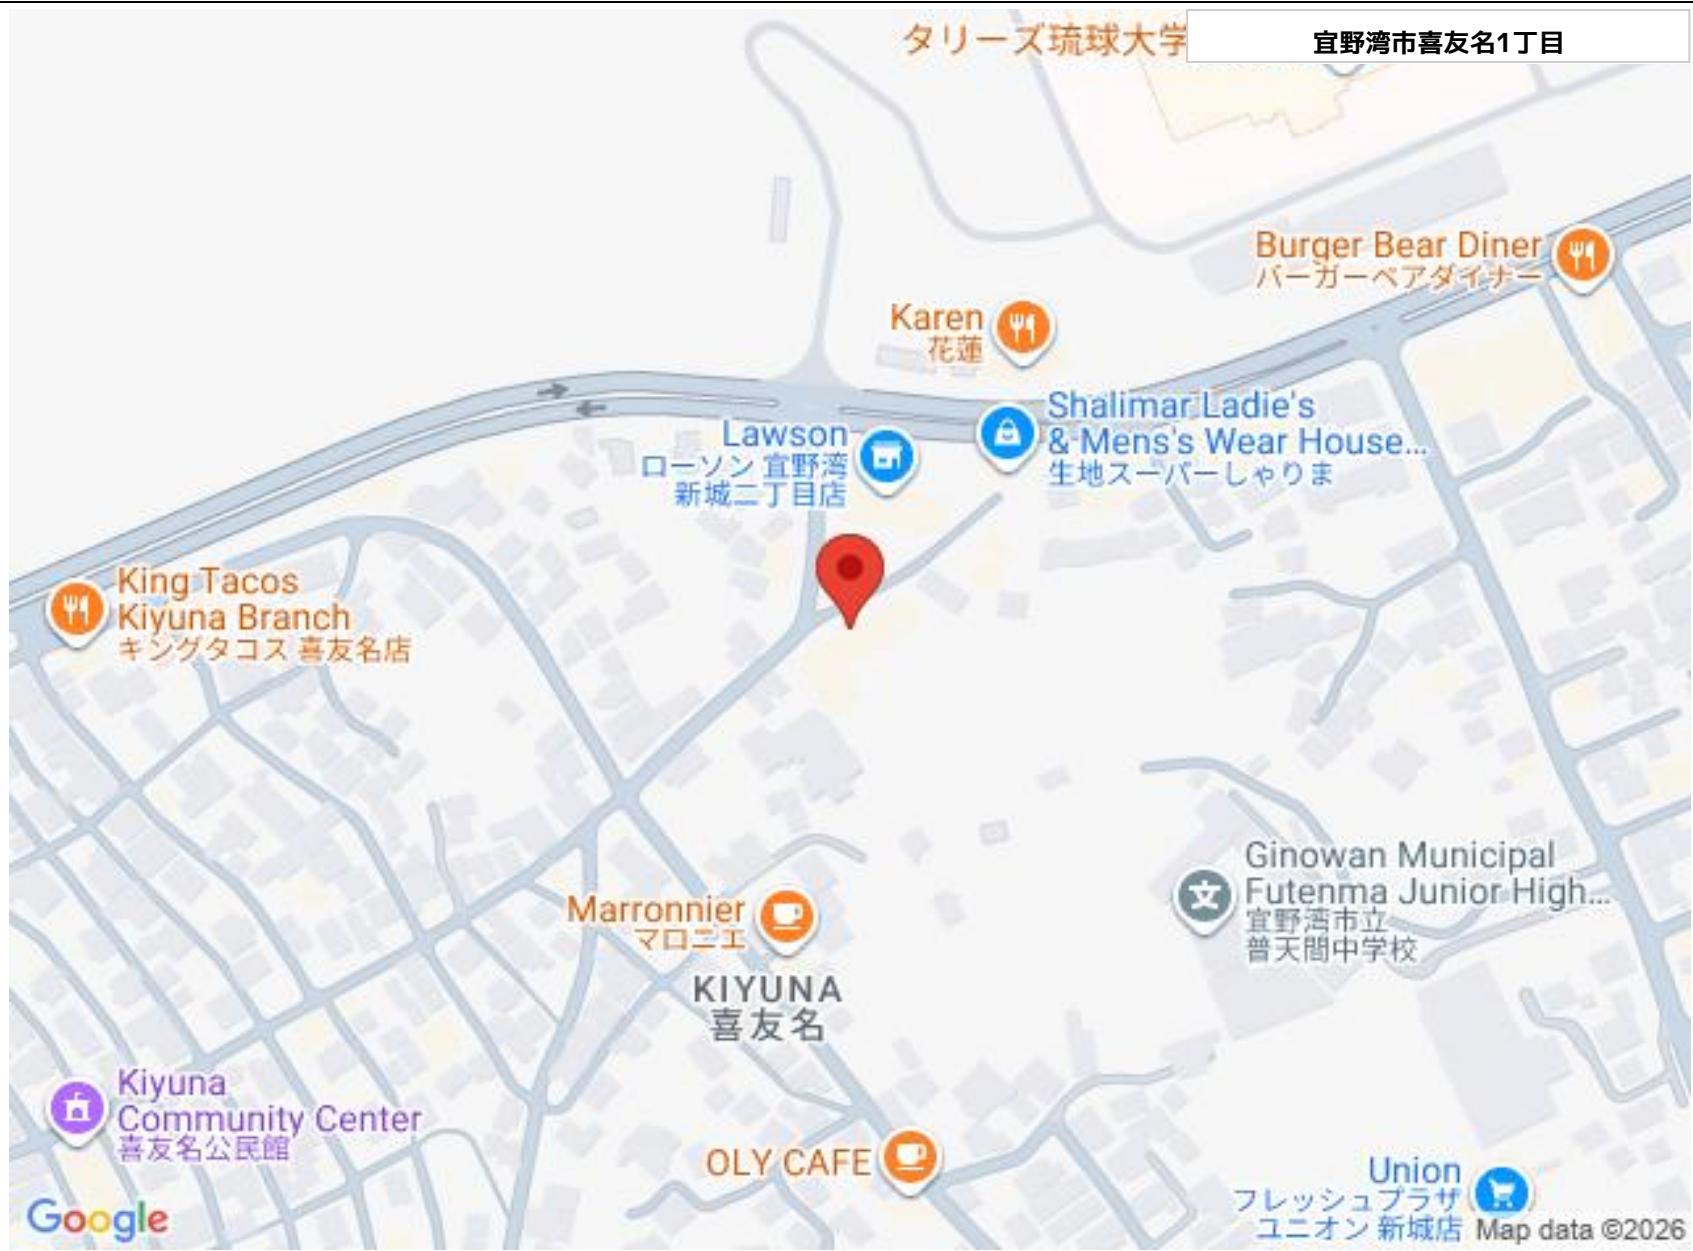 タリーズ琉球大学
宜野湾市喜友名1丁目
Burger Bear Diner
バーガーベアダイナー
Karen
花蓮
Shalimar Ladie's
& Mens's Wear House...
生地スーパーしゃりま
Lawson
ローソン 宜野湾
新城二丁目店
King Tacos
Kiyuna Branch
キングタコス 喜友名店
Ginowan Municipal
Futenma Junior High...
宜野湾市立
普天間中学校
Marronnier
マロニエ
KIYUNA
喜友名
Kiyuna
Community Center
喜友名公民館
OLY CAFE
Union
フレッシュプラザ
ユニオン 新城店
Google
Map data ©2026